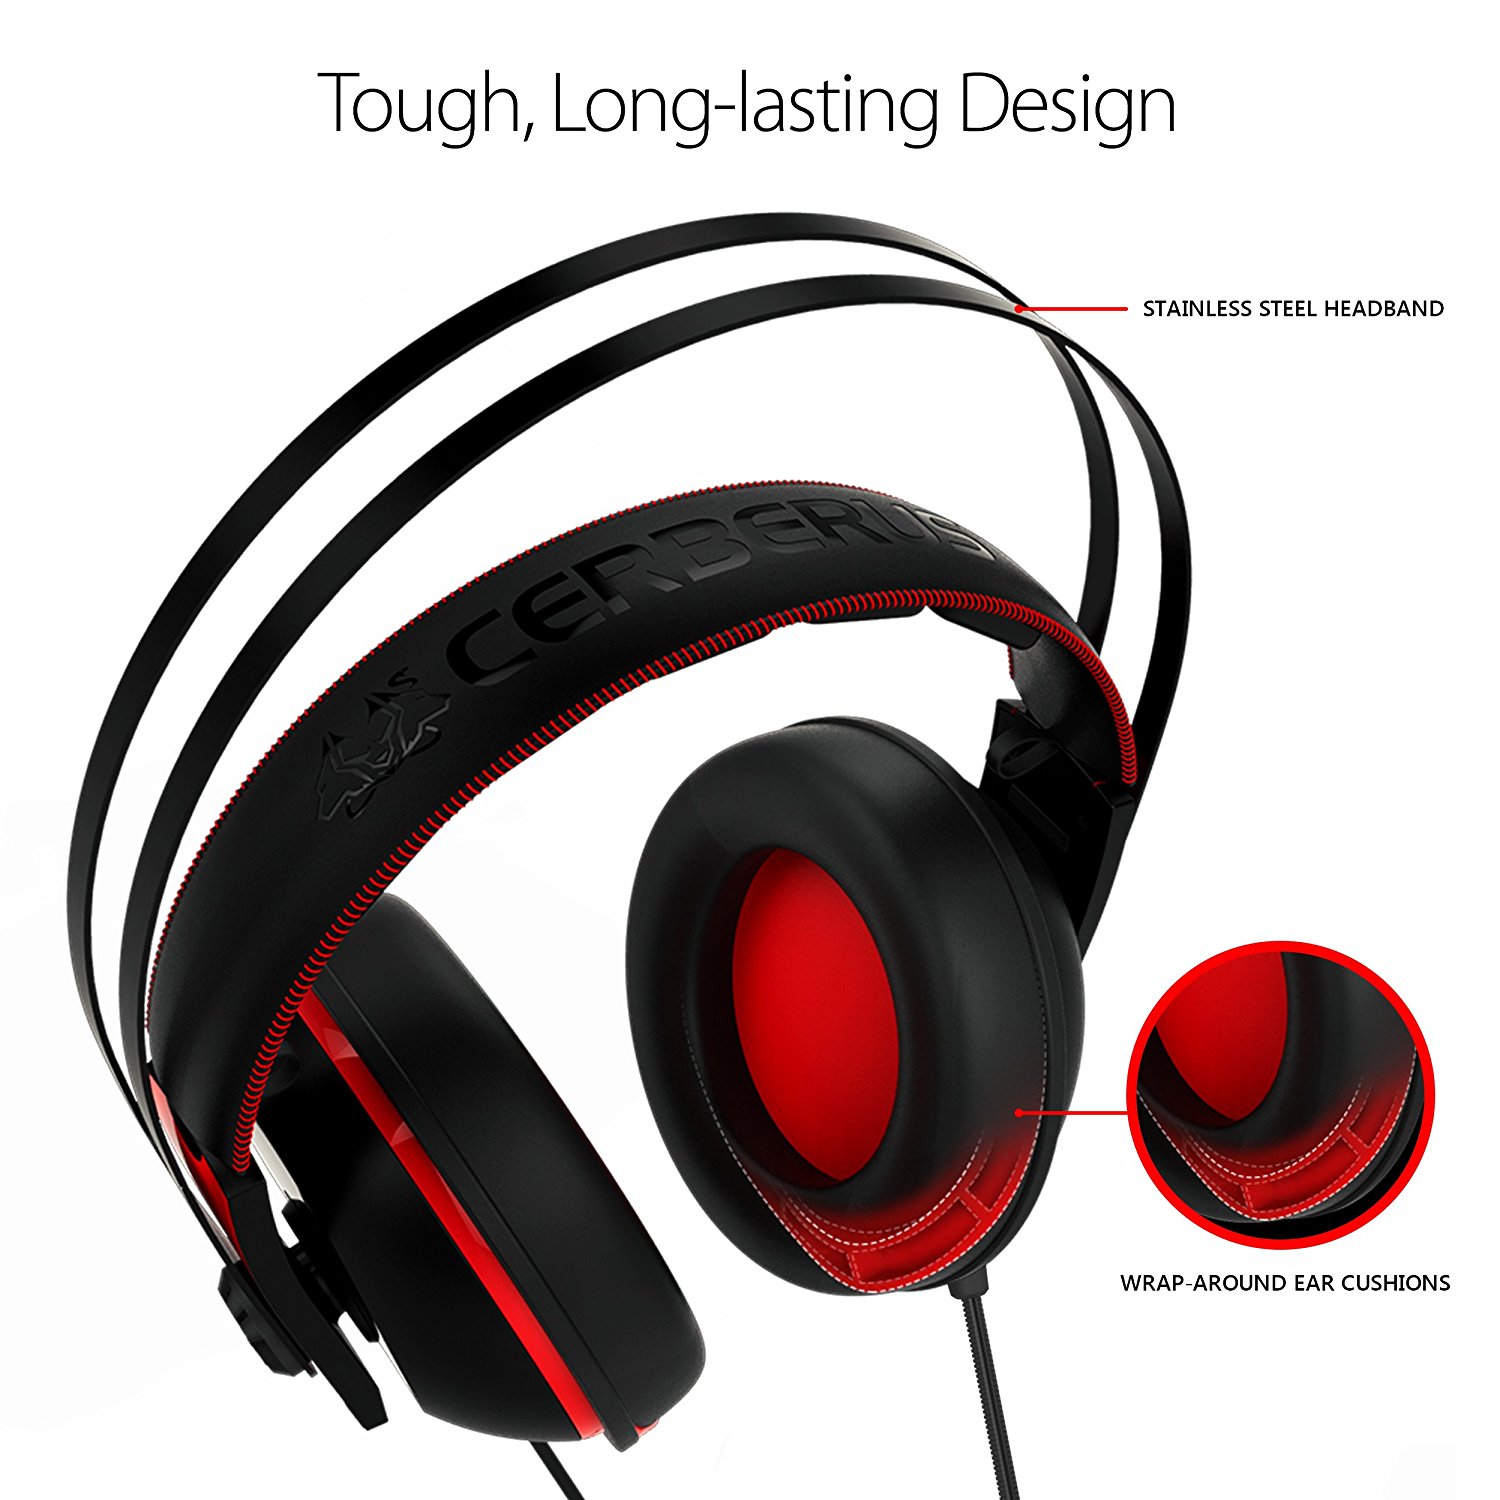 Tough, Long-lasting Design
STAINLESS STEEL HEADBAND
CERBERUS
WRAP-AROUND EAR CUSHIONS